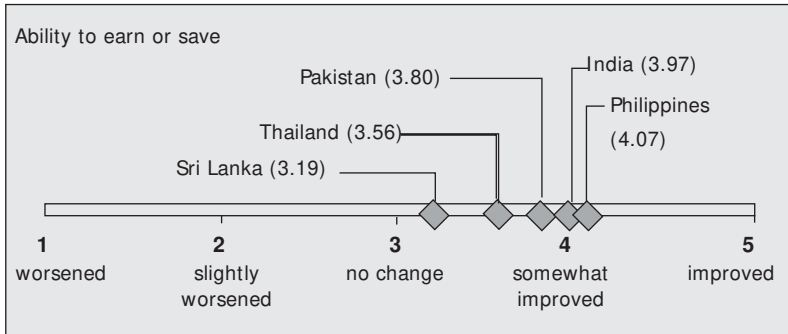 Ability to earn or save
India (3.97)
Pakistan (3.80)
Philippines
(4.07)
Thailand (3.56)
Sri Lanka (3.19)
1 2 3 4 5
worsened slightly no change somewhat improved
worsened improved